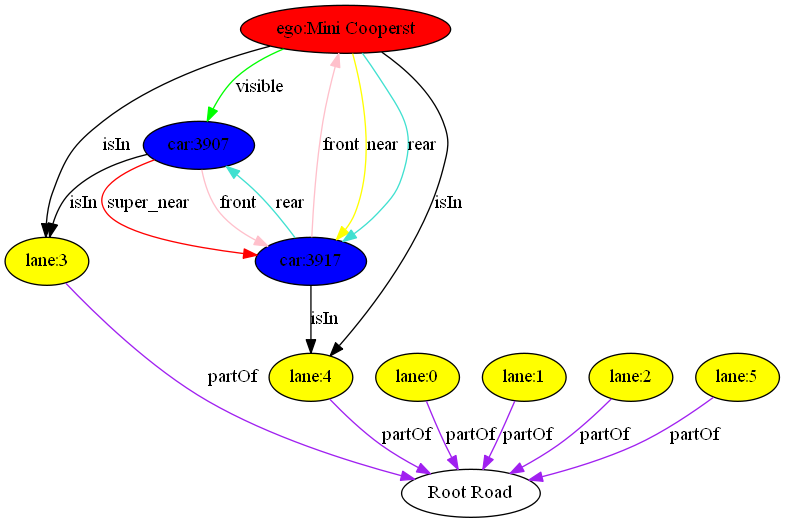 ego:Mini Cooperst
visible
car:3907
isIn
front
near
rear
isIn
super_near
front
rear
isIn
lane:3
car:3917
isIn
lane:4
lane:0
lane:1
lane:2
lane:5
partOf
partOf
partOf
partOf
partOf
partOf
Root Road